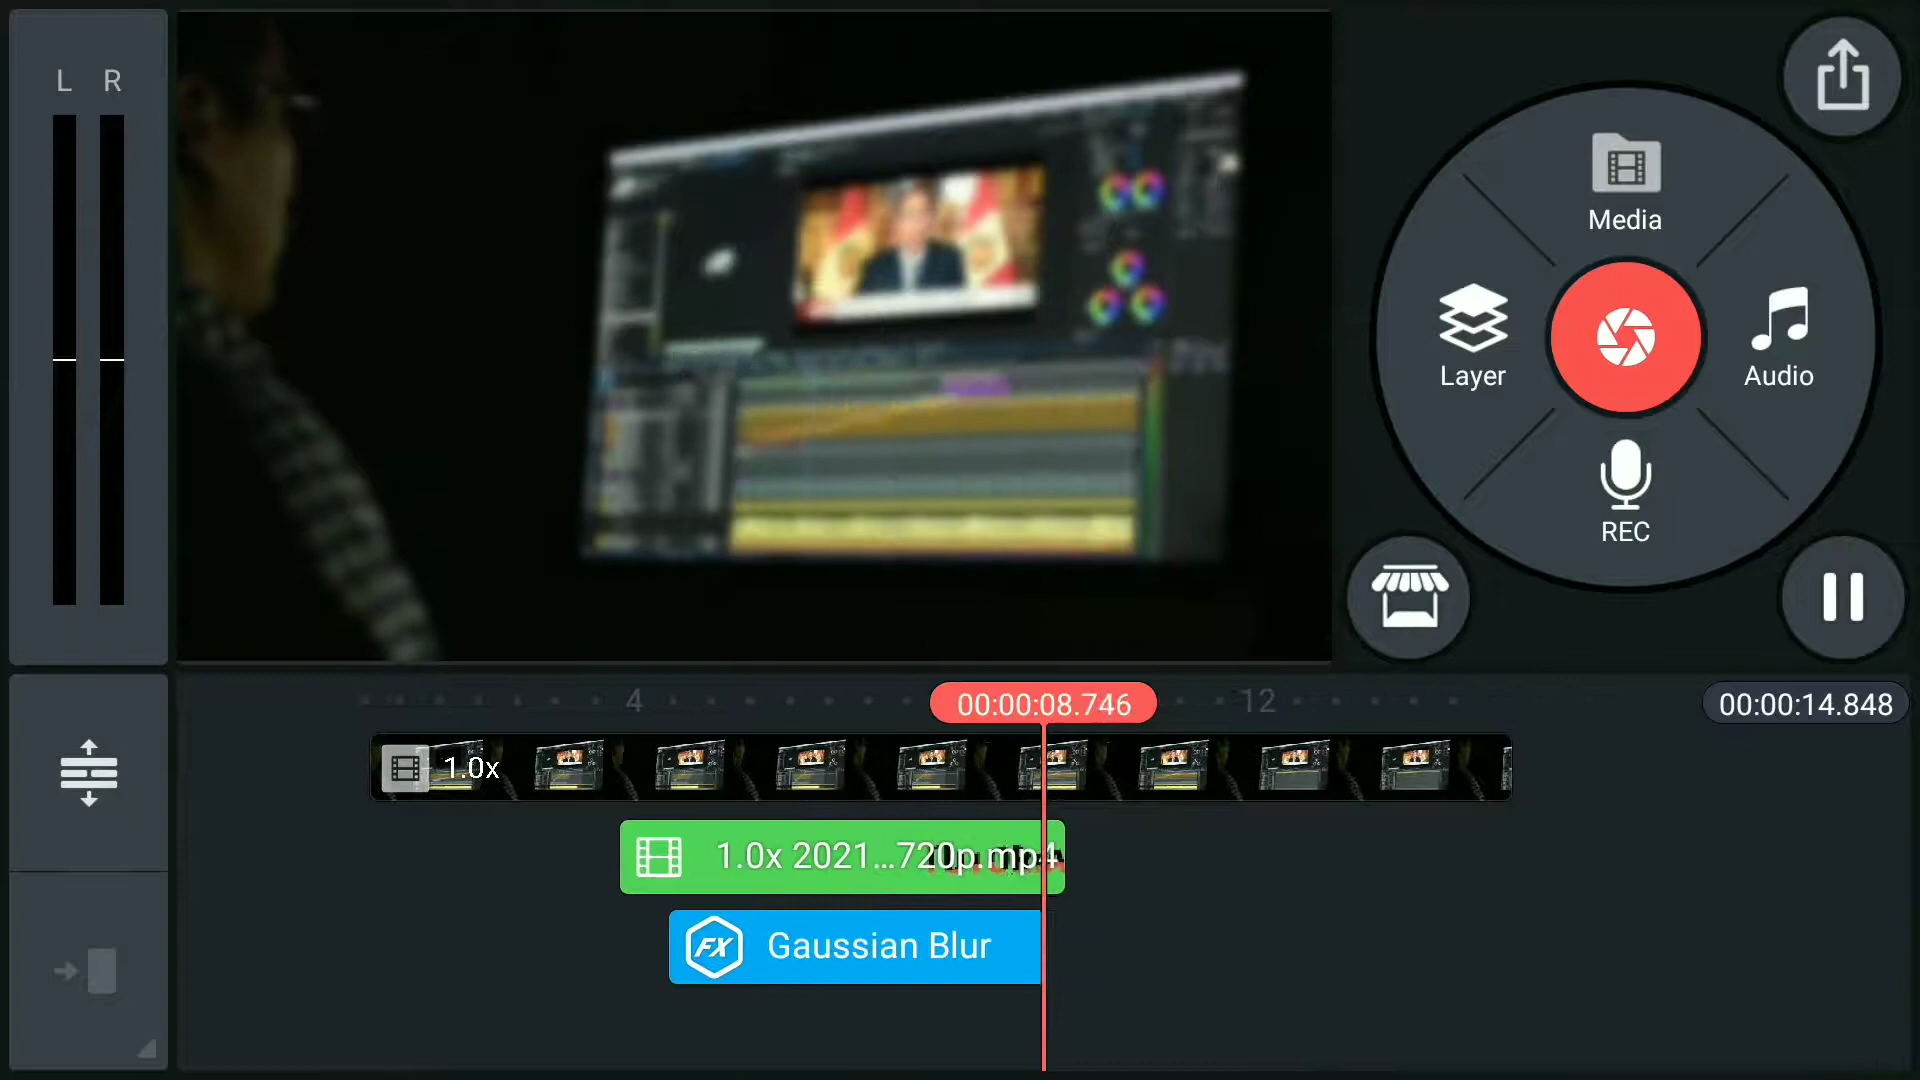 L R
Media
Layer
Audio
REC
4
00:00:08.746
12
00:00:14.848
1.0x
1.0x 2021...720p.mp4
FX Gaussian Blur